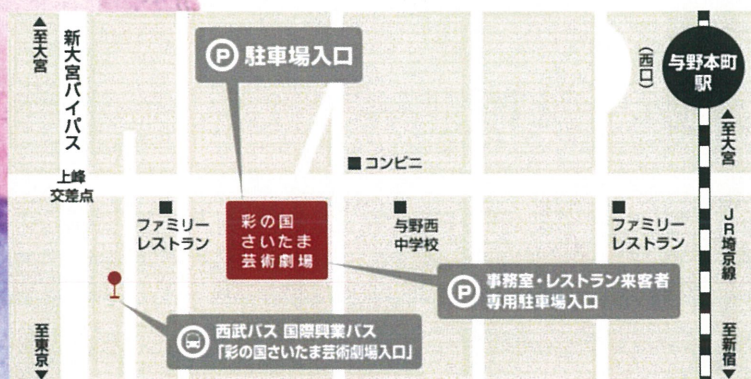 ▲至大宮
新大宮バイパス
上峰
交差点
至東京▼
Ⓟ 駐車場入口
(西口)
与野本町
駅
▲至大宮
JR埼京線
至新宿▼
■コンビニ
ファミリー
レストラン
彩の国
さいたま
芸術劇場
与野西
中学校
ファミリー
レストラン
Ⓟ 事務室・レストラン来客者
専用駐車場入口
西武バス 国際興業バス
「彩の国さいたま芸術劇場入口」